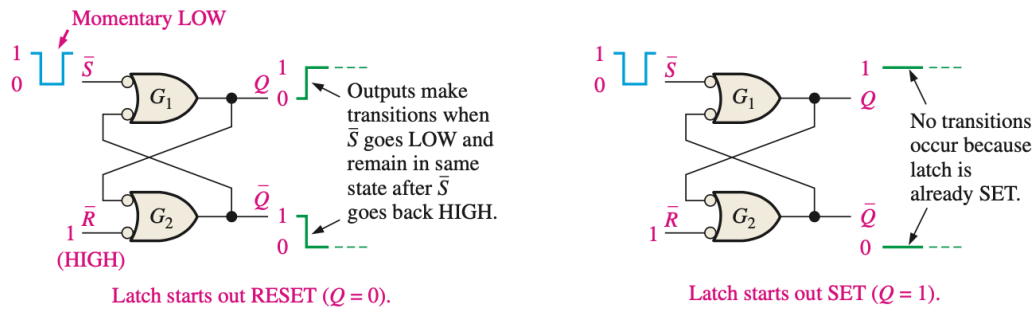 Momentary LOW
1
0
S̅
G1
Q
1
0
Outputs make
transitions when
S̅ goes LOW and
remain in same
state after S̅
goes back HIGH.
R̅
1
(HIGH)
G2
Q̅
1
0
Latch starts out RESET (Q = 0).
1
0
S̅
G1
1
Q
No transitions
occur because
latch is
already SET.
R̅
1
G2
Q̅
0
Latch starts out SET (Q = 1).